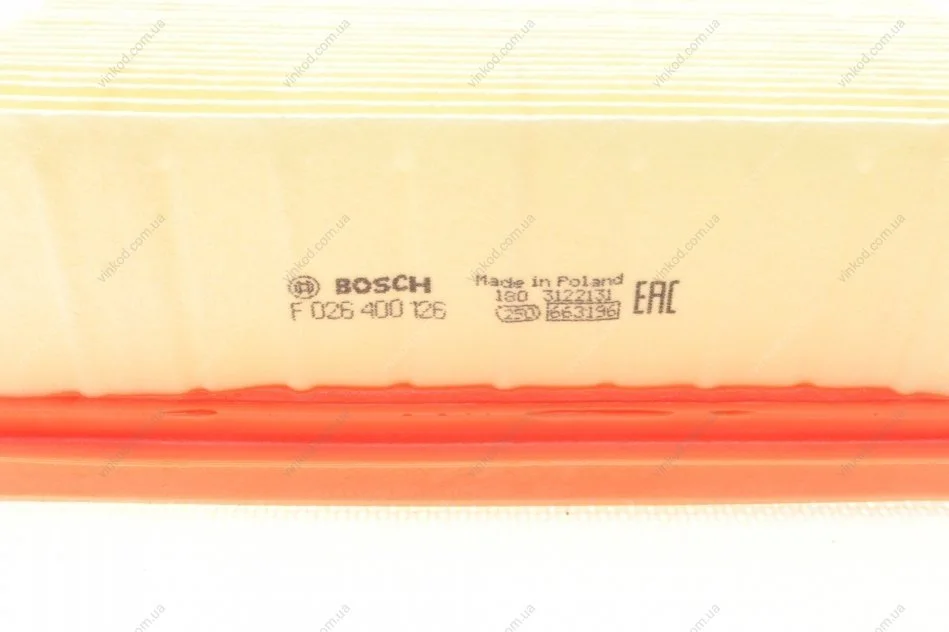 BOSCH
F 026 400 126
Made in Poland
180 3122131
250 663196
EAC
vinkod.com.ua